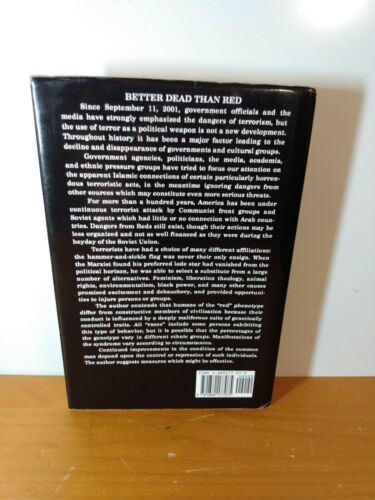 BETTER DEAD THAN RED
Since September 11, 2001, government officials and the
media have strongly emphasized the dangers of terrorism, but
the use of terror as a political weapon is not a new development.
Throughout history it has been a major factor leading to the
decline and disappearance of governments and cultural groups.
Government agencies, politicians, the media, academia,
and ethnic pressure groups have tried to focus our attention on
the apparent Islamic connections of certain particularly horren-
dous terroristic acts, in the meantime ignoring dangers from
other sources which may constitute even more serious threats.
For more than a hundred years, America has been under
continuous terrorist attack by Communist front groups and
Soviet agents which had little or no connection with Arab coun-
tries. Dangers from Reds still exist, though their actions may be
less organized and not as well financed as they were during the
heyday of the Soviet Union.
Terrorists have had a choice of many different affiliations:
the hammer-and-sickle flag was never their only ensign. When
the Marxist found his preferred lode star had vanished from the
political horizon, he was able to select a substitute from a large
number of alternatives. Feminism, liberation theology, animal
rights, environmentalism, black power, and many other causes
promised excitement and debauchery, and provided opportuni-
ties to injure persons or groups.
The author contends that humans of the "red" phenotype
differ from constructive members of civilization because their
conduct is influenced by a deeply maliferous suite of genetically
controlled traits. All "races" include some persons exhibiting
this type of behavior, but it is possible that the percentages of
the genotype vary in different ethnic groups. Manifestations of
the syndrome vary according to circumstances.
Continued improvements in the condition of the common
man depend upon the control or repression of such individuals.
The author suggests measures which might be effective.